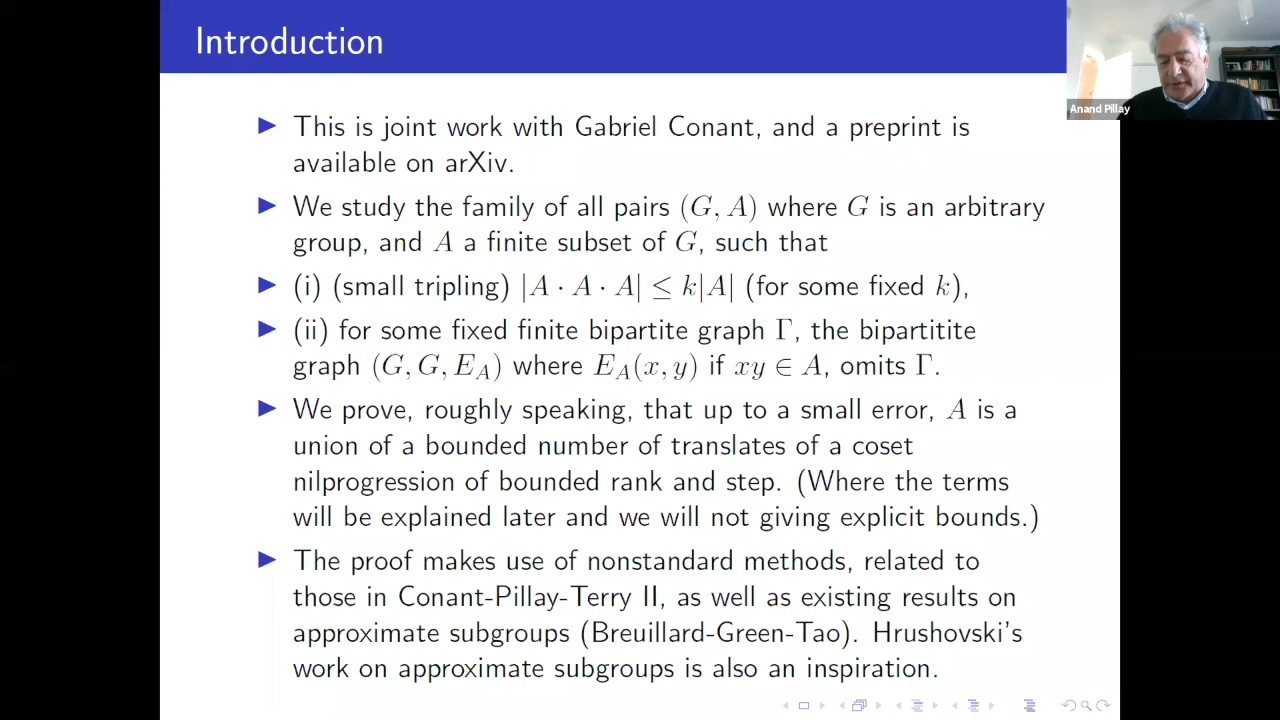 Introduction
Anand Pillay
▶ This is joint work with Gabriel Conant, and a preprint is
available on arXiv.
▶ We study the family of all pairs (G, A) where G is an arbitrary
group, and A a finite subset of G, such that
▶ (i) (small tripling) |A · A · A| ≤ k|A| (for some fixed k),
▶ (ii) for some fixed finite bipartite graph Γ, the bipartitite
graph (G, G, E_A) where E_A(x, y) if xy ∈ A, omits Γ.
▶ We prove, roughly speaking, that up to a small error, A is a
union of a bounded number of translates of a coset
nilprogression of bounded rank and step. (Where the terms
will be explained later and we will not giving explicit bounds.)
▶ The proof makes use of nonstandard methods, related to
those in Conant-Pillay-Terry II, as well as existing results on
approximate subgroups (Breuillard-Green-Tao). Hrushovski's
work on approximate subgroups is also an inspiration.